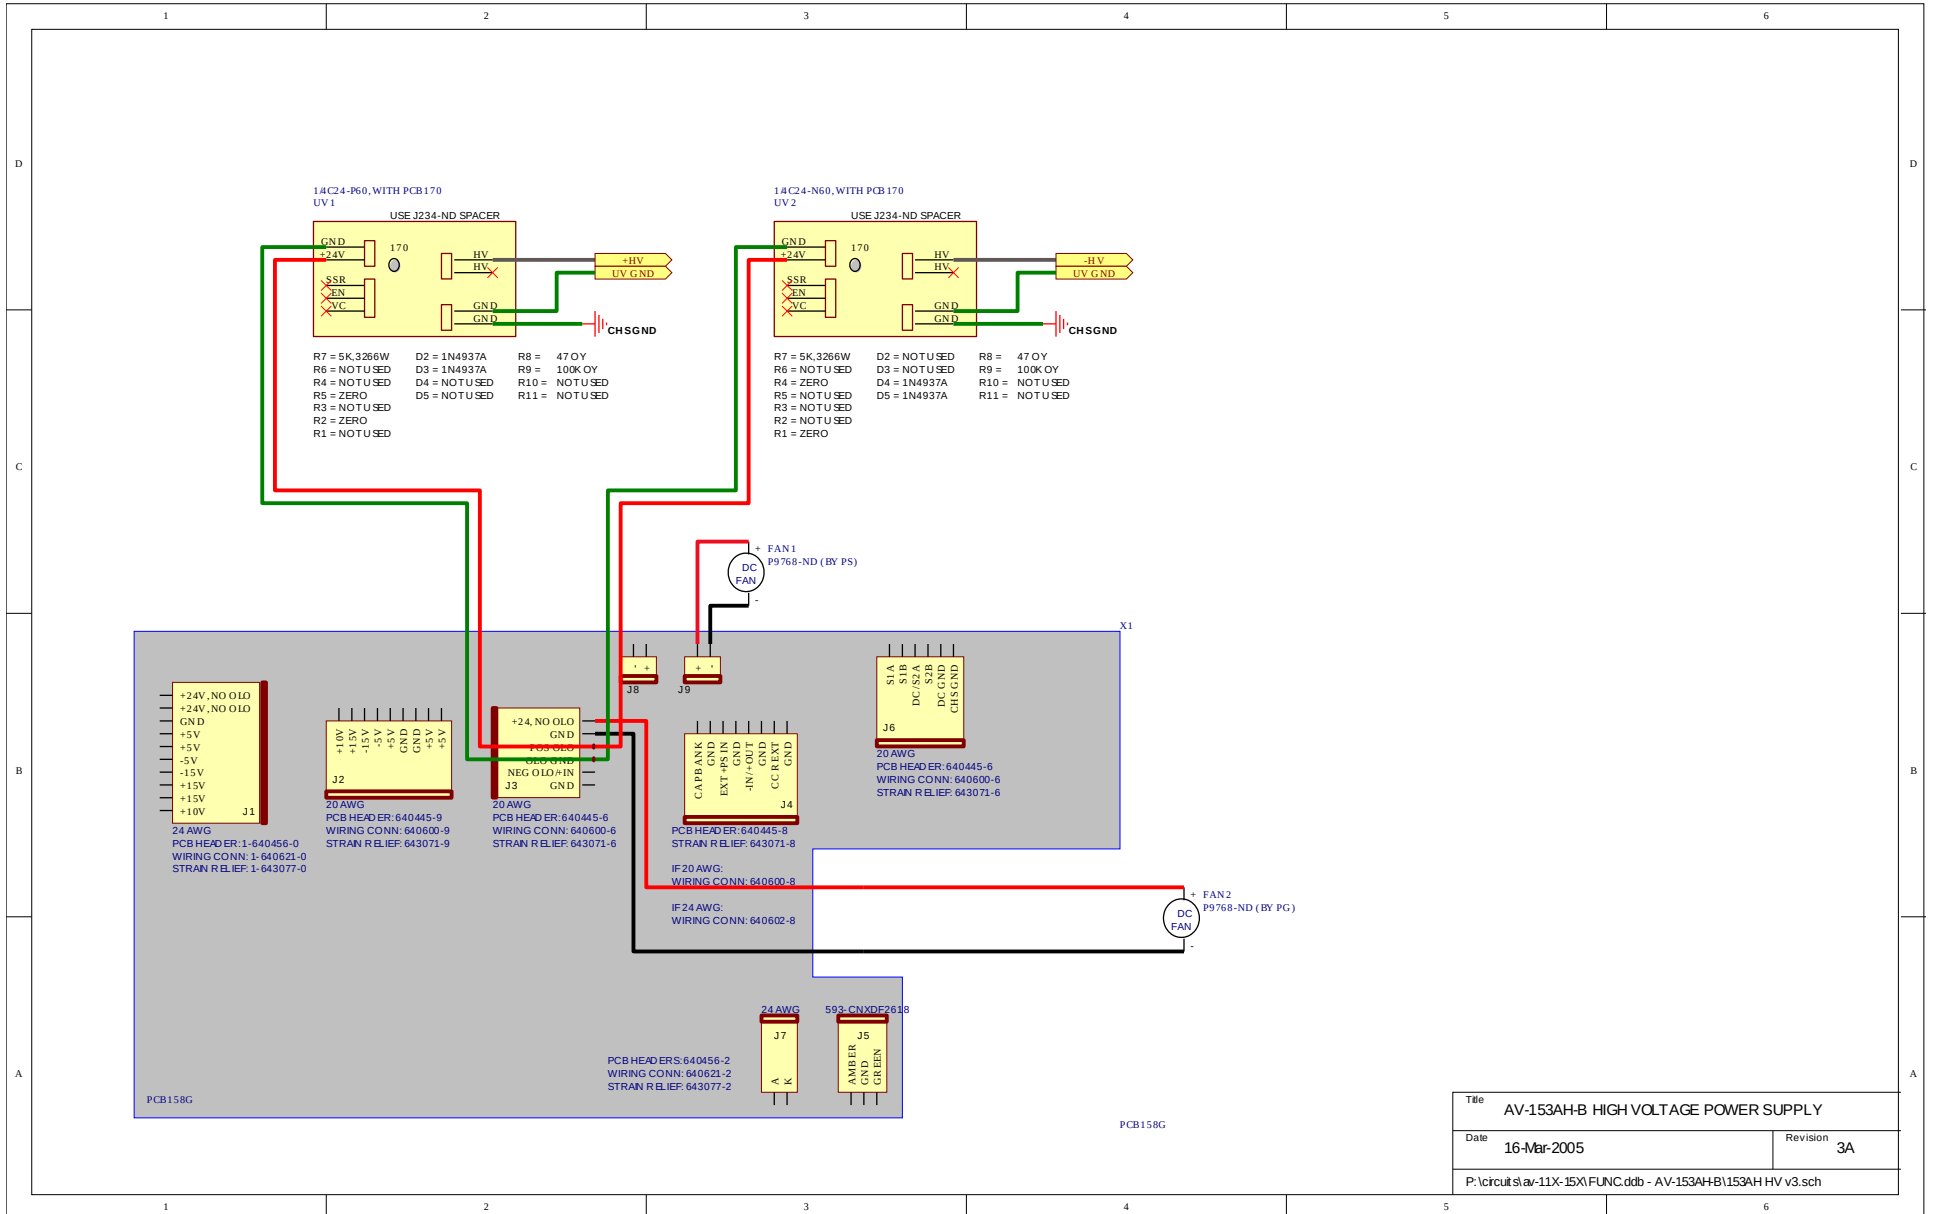 1 2 3 4 5 6
D D
1/4C24-P60, WITH PCB170
UV1
USE J234-ND SPACER
GND
+24V
170
SSR
EN
VC
HV
HV
GND
GND
+HV
UV GND
CHSGND
R7 = 5K,3266W D2 = 1N4937A R8 = 47 OY
R6 = NOT USED D3 = 1N4937A R9 = 100K OY
R4 = NOT USED D4 = NOT USED R10 = NOT USED
R5 = ZERO D5 = NOT USED R11 = NOT USED
R3 = NOT USED
R2 = ZERO
R1 = NOT USED
1/4C24-N60, WITH PCB170
UV2
USE J234-ND SPACER
GND
+24V
170
SSR
EN
VC
HV
HV
GND
GND
-HV
UV GND
CHSGND
R7 = 5K,3266W D2 = NOT USED R8 = 47 OY
R6 = NOT USED D3 = NOT USED R9 = 100K OY
R4 = ZERO D4 = 1N4937A R10 = NOT USED
R5 = NOT USED D5 = 1N4937A R11 = NOT USED
R3 = NOT USED
R2 = NOT USED
R1 = ZERO
C C
+ FAN1
P9768-ND (BY PS)
DC
FAN
-
X1
- +
J8
+ -
J9
S1A
S1B
DC/S2A
S2B
DC GND
CHS GND
J6
20 AWG
PCB HEADER: 640445-6
WIRING CONN: 640600-6
STRAIN RELIEF: 643071-6
B B
+24V, NO OLO
+24V, NO OLO
GND
+5V
+5V
-5V
-15V
+15V
+15V
+10V
J1
24 AWG
PCB HEADER: 1-640456-0
WIRING CONN: 1-640621-0
STRAIN RELIEF: 1-643077-0
+10V
+15V
-15V
-5V
+5V
GND
GND
+5V
+5V
J2
20 AWG
PCB HEADER: 640445-9
WIRING CONN: 640600-9
STRAIN RELIEF: 643071-9
+24, NO OLO
GND
POS OLO
OLO GND
NEG OLO/+IN
GND
J3
20 AWG
PCB HEADER: 640445-6
WIRING CONN: 640600-6
STRAIN RELIEF: 643071-6
CAPBANK
GND
EXT +PS IN
GND
-IN/+OUT
GND
CC REXT
GND
J4
PCB HEADER: 640445-8
STRAIN RELIEF: 643071-8
IF 20 AWG:
WIRING CONN: 640600-8
IF 24 AWG:
WIRING CONN: 640602-8
+ FAN2
P9768-ND (BY PG)
DC
FAN
-
24 AWG
J7
A
K
593-CNXDF2618
J5
AMBER
GND
GREEN
PCB HEADERS: 640456-2
WIRING CONN: 640621-2
STRAIN RELIEF: 643077-2
A A
PCB158G
PCB158G
Title
AV-153AH-B HIGH VOLTAGE POWER SUPPLY
Date 16-Mar-2005
Revision 3A
P:\circuits\av-11X-15X\FUNC.ddb - AV-153AH-B\153AH HV v3.sch
1 2 3 4 5 6